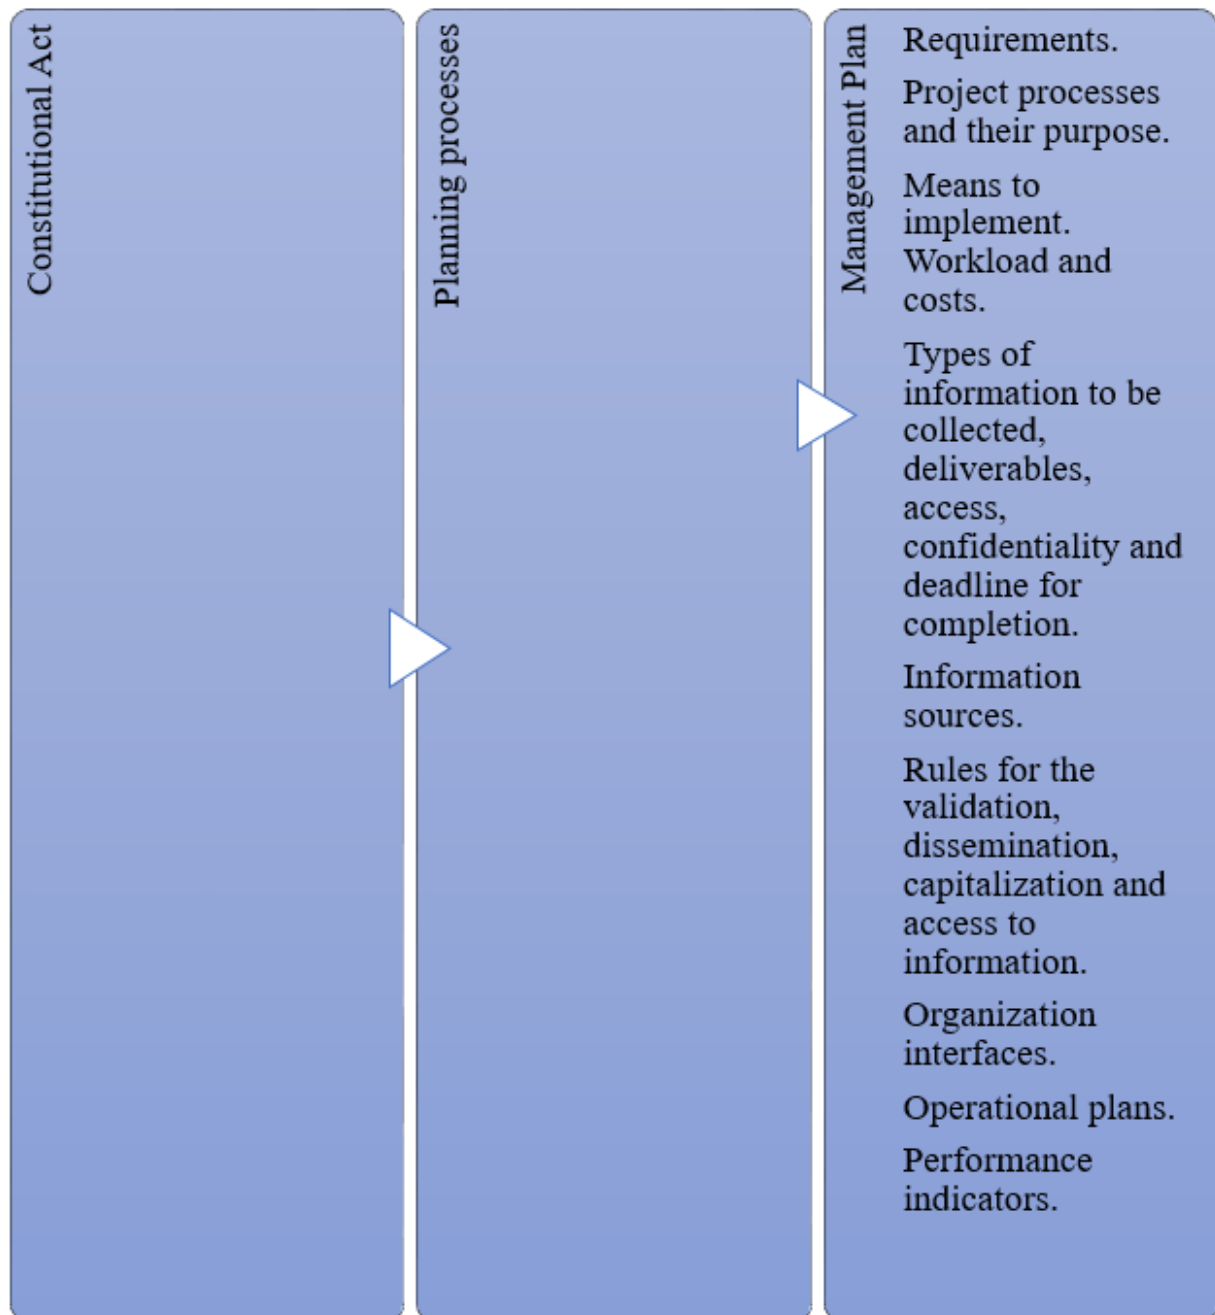 Constitutional Act
Planning processes
Management Plan
Requirements.
Project processes
and their purpose.
Means to
implement.
Workload and
costs.
Types of
information to be
collected,
deliverables,
access,
confidentiality and
deadline for
completion.
Information
sources.
Rules for the
validation,
dissemination,
capitalization and
access to
information.
Organization
interfaces.
Operational plans.
Performance
indicators.